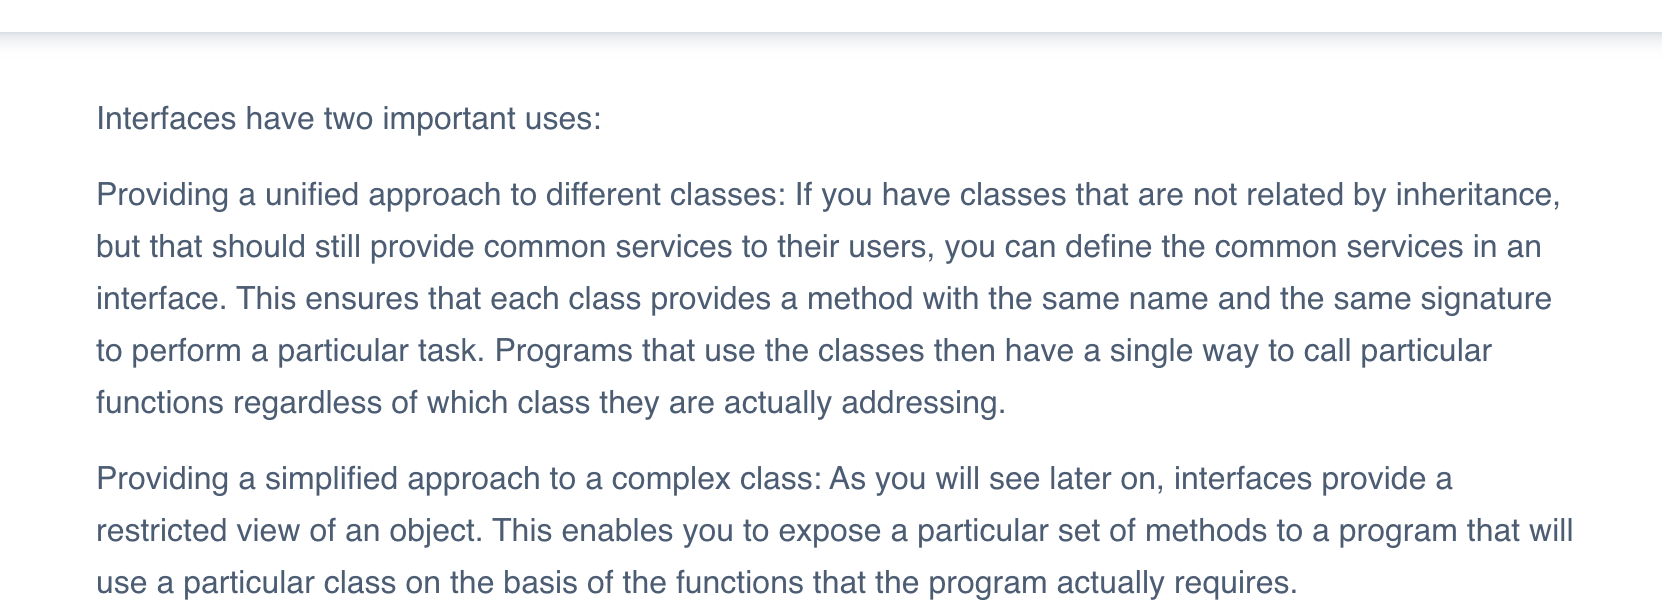 Interfaces have two important uses:
Providing a unified approach to different classes: If you have classes that are not related by inheritance,
but that should still provide common services to their users, you can define the common services in an
interface. This ensures that each class provides a method with the same name and the same signature
to perform a particular task. Programs that use the classes then have a single way to call particular
functions regardless of which class they are actually addressing.
Providing a simplified approach to a complex class: As you will see later on, interfaces provide a
restricted view of an object. This enables you to expose a particular set of methods to a program that will
use a particular class on the basis of the functions that the program actually requires.